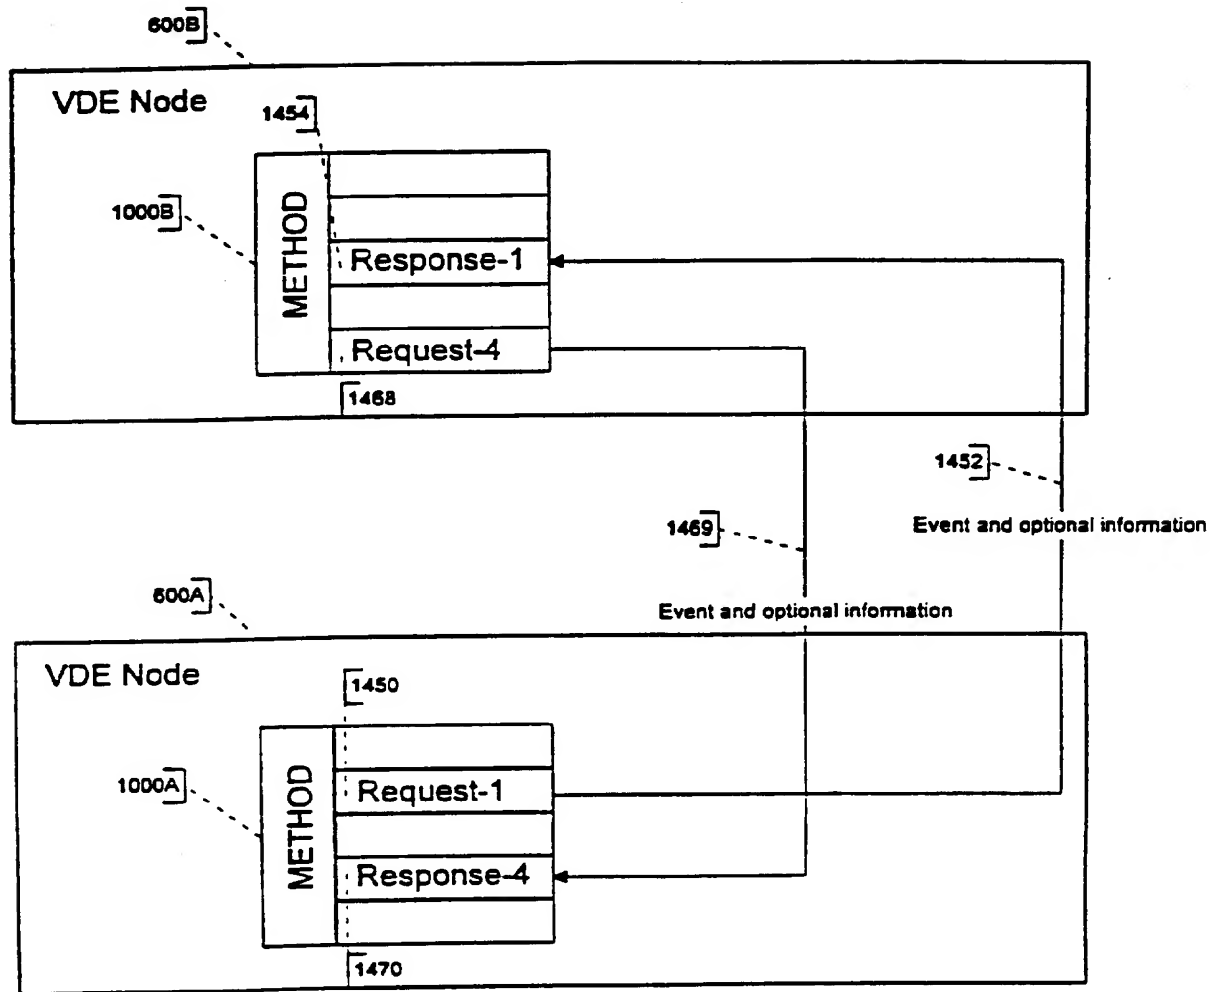 600B
VDE Node
1454
1000B
METHOD
Response-1
Request-4
1468
1452
Event and optional information
1469
600A
Event and optional information
VDE Node
1450
1000A
METHOD
Request-1
Response-4
1470